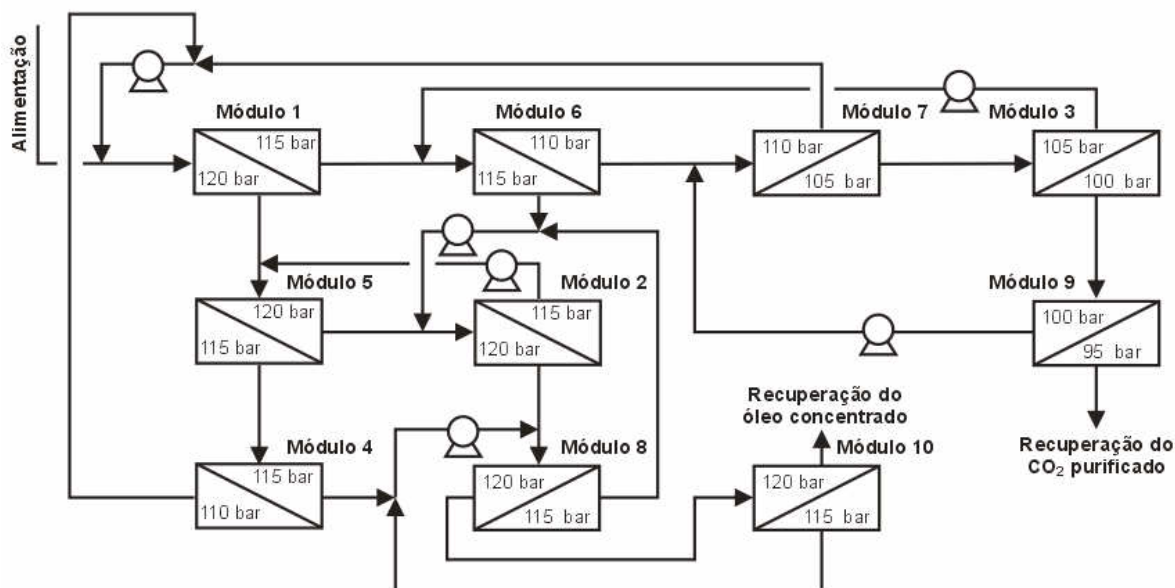 Alimentação
Módulo 1
115 bar
120 bar
Módulo 6
110 bar
115 bar
Módulo 7
110 bar
105 bar
Módulo 3
105 bar
100 bar
Módulo 5
120 bar
115 bar
Módulo 2
115 bar
120 bar
Módulo 9
100 bar
95 bar
Módulo 4
115 bar
110 bar
Módulo 8
120 bar
115 bar
Recuperação do
óleo concentrado
Módulo 10
120 bar
115 bar
Recuperação do
CO₂ purificado